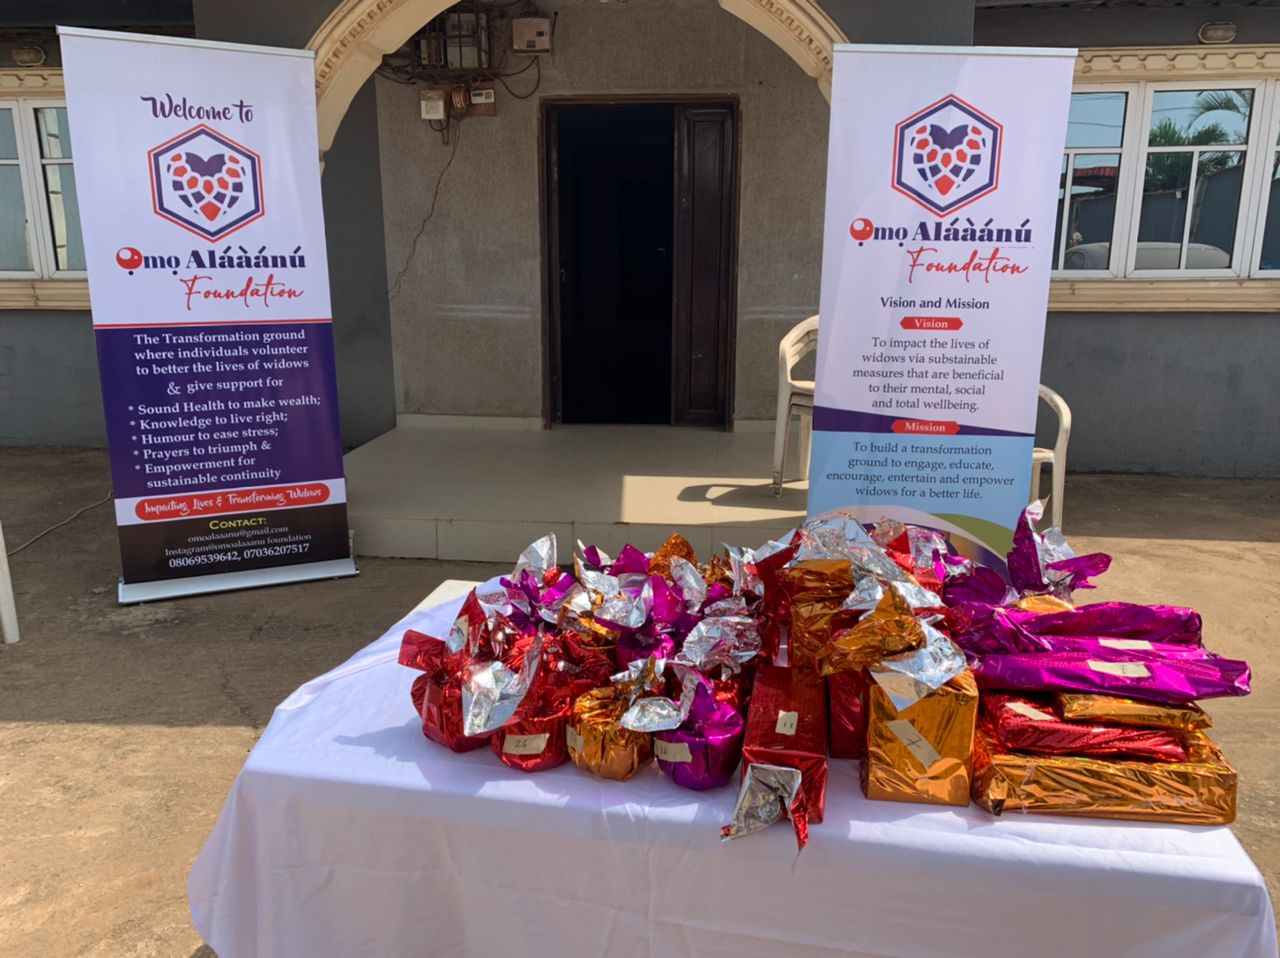 Welcome to
Ọmọ Aláàánú
Foundation
The Transformation ground
where individuals volunteer
to better the lives of widows
& give support for
* Sound Health to make wealth;
* Knowledge to live right;
* Humour to ease stress;
* Prayers to triumph &
* Empowerment for
sustainable continuity
Impacting Lives & Transforming Widows
CONTACT:
omoalaaanu@gmail.com
Instagram@omoalaaanu foundation
08069539642, 07036207517
Ọmọ Aláàánú
Foundation
Vision and Mission
Vision
To impact the lives of
widows via substainable
measures that are beneficial
to their mental, social
and total wellbeing.
Mission
To build a transformation
ground to engage, educate,
encourage, entertain and empower
widows for a better life.
26
11
7